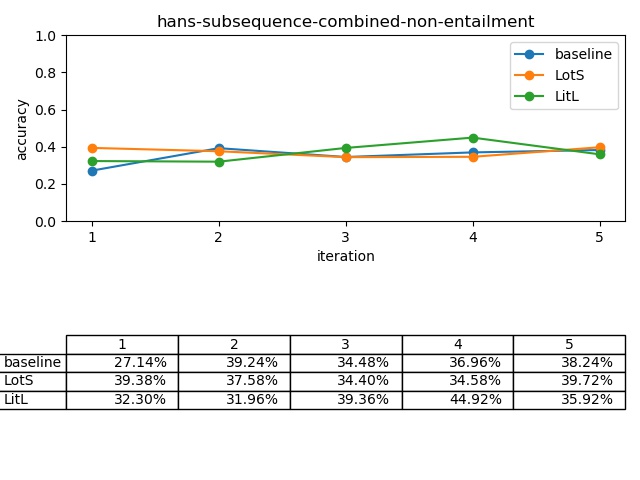 hans-subsequence-combined-non-entailment
1.0
0.8
0.6
0.4
0.2
0.0
accuracy
baseline
LotS
LitL
1 2 3 4 5
iteration
1 2 3 4 5
baseline 27.14% 39.24% 34.48% 36.96% 38.24%
LotS 39.38% 37.58% 34.40% 34.58% 39.72%
LitL 32.30% 31.96% 39.36% 44.92% 35.92%